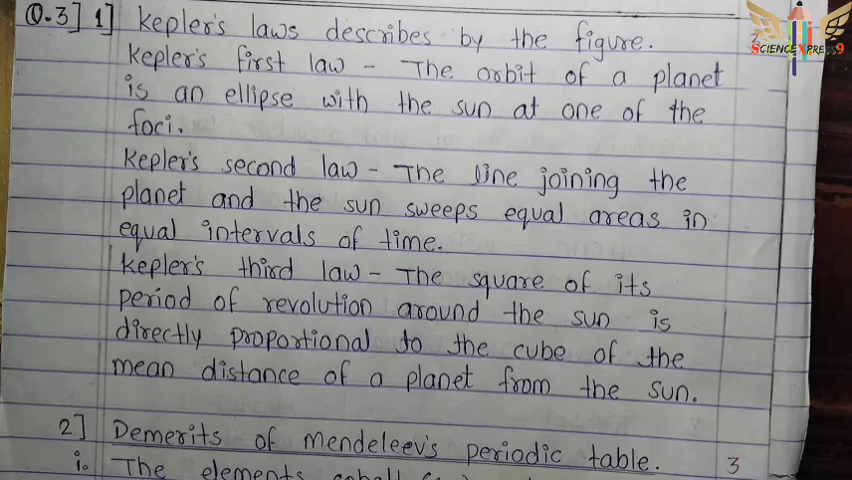 Q.3] 1] Kepler's laws describes by the figure.
Kepler's first law - The orbit of a planet
is an ellipse with the sun at one of the
foci.
Kepler's second law - The line joining the
planet and the sun sweeps equal areas in
equal intervals of time.
Kepler's third law - The square of its
period of revolution around the sun is
directly proportional to the cube of the
mean distance of a planet from the sun.
2] Demerits of mendeleev's periodic table. 3
i. The elements
SCIENCEXPRESS9